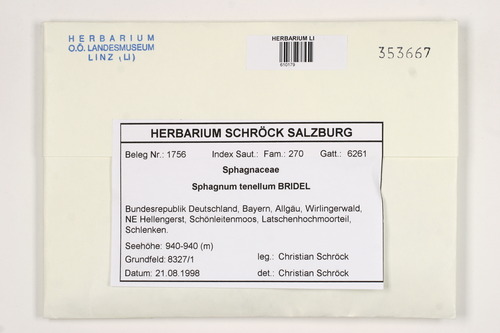 HERBARIUM
O.Ö. LANDESMUSEUM
LINZ (LI)
HERBARIUM LI
610179
353667
HERBARIUM SCHRÖCK SALZBURG
Beleg Nr.: 1756 Index Saut.: Fam.: 270 Gatt.: 6261
Sphagnaceae
Sphagnum tenellum BRIDEL
Bundesrepublik Deutschland, Bayern, Allgäu, Wirlingerwald,
NE Hellengerst, Schönleitenmoos, Latschenhochmoorteil,
Schlenken.
Seehöhe: 940-940 (m)
Grundfeld: 8327/1 leg.: Christian Schröck
Datum: 21.08.1998 det.: Christian Schröck